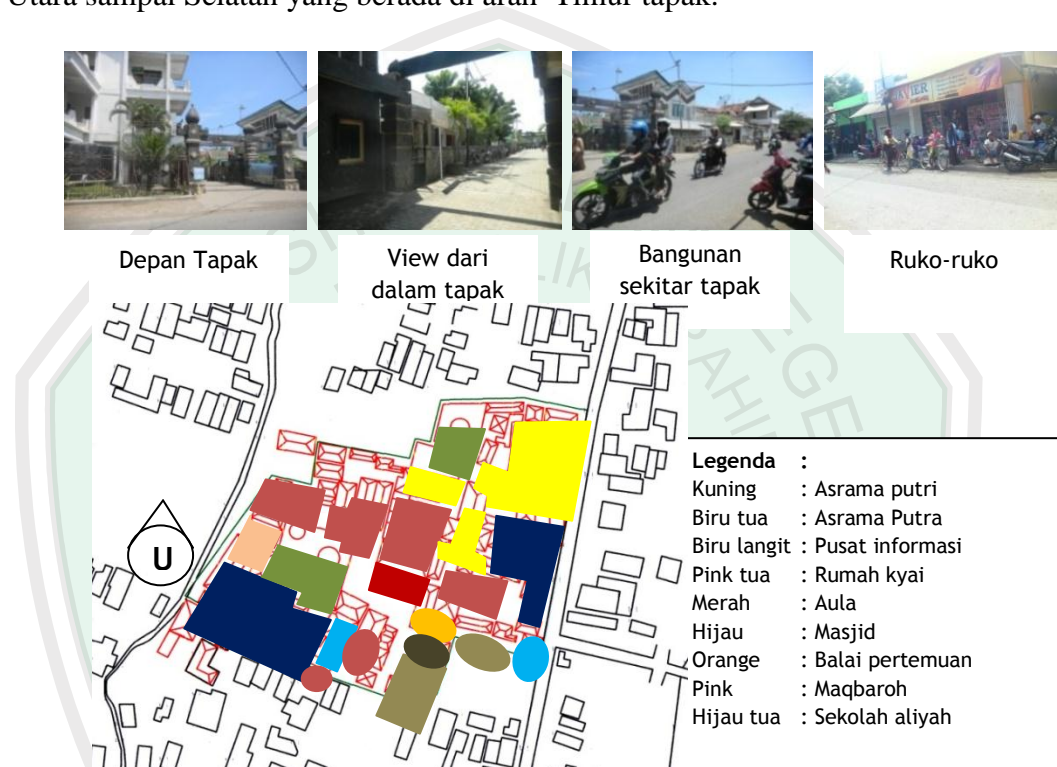 Utara sampai Selatan yang berada di arah Timur tapak.
Depan Tapak
View dari
dalam tapak
Bangunan
sekitar tapak
Ruko-ruko
U
Legenda :
Kuning : Asrama putri
Biru tua : Asrama Putra
Biru langit : Pusat informasi
Pink tua : Rumah kyai
Merah : Aula
Hijau : Masjid
Orange : Balai pertemuan
Pink : Maqbaroh
Hijau tua : Sekolah aliyah